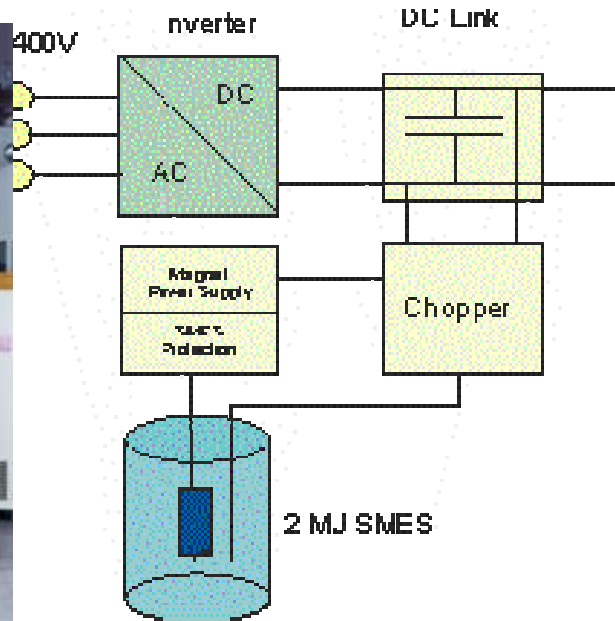 400V
nverter
DC Link
DC
AC
Magnet
Power Supply
Protection
Chopper
2 MJ SMES